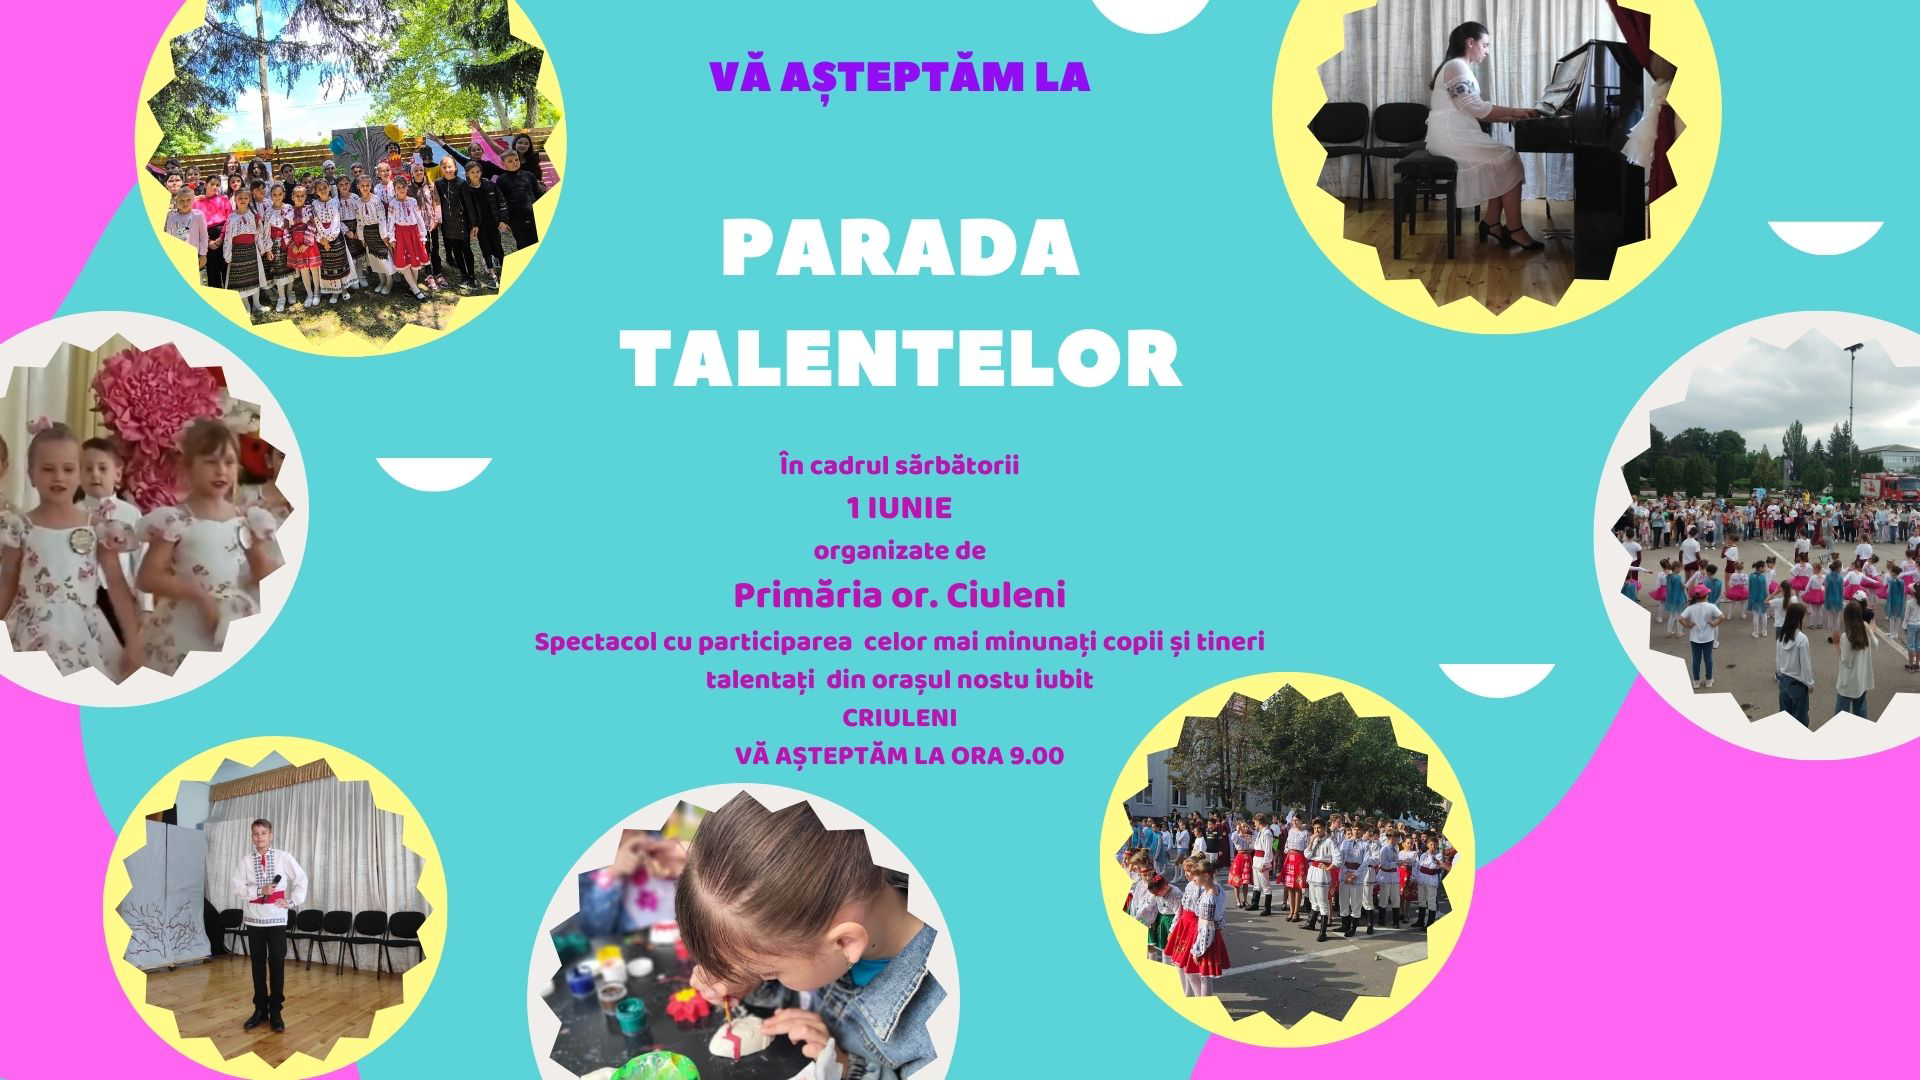 VĂ AȘTEPTĂM LA
PARADA
TALENTELOR
În cadrul sărbătorii
1 IUNIE
organizate de
Primăria or. Ciuleni
Spectacol cu participarea celor mai minunați copii și tineri
talentați din orașul nostu iubit
CRIULENI
VĂ AȘTEPTĂM LA ORA 9.00